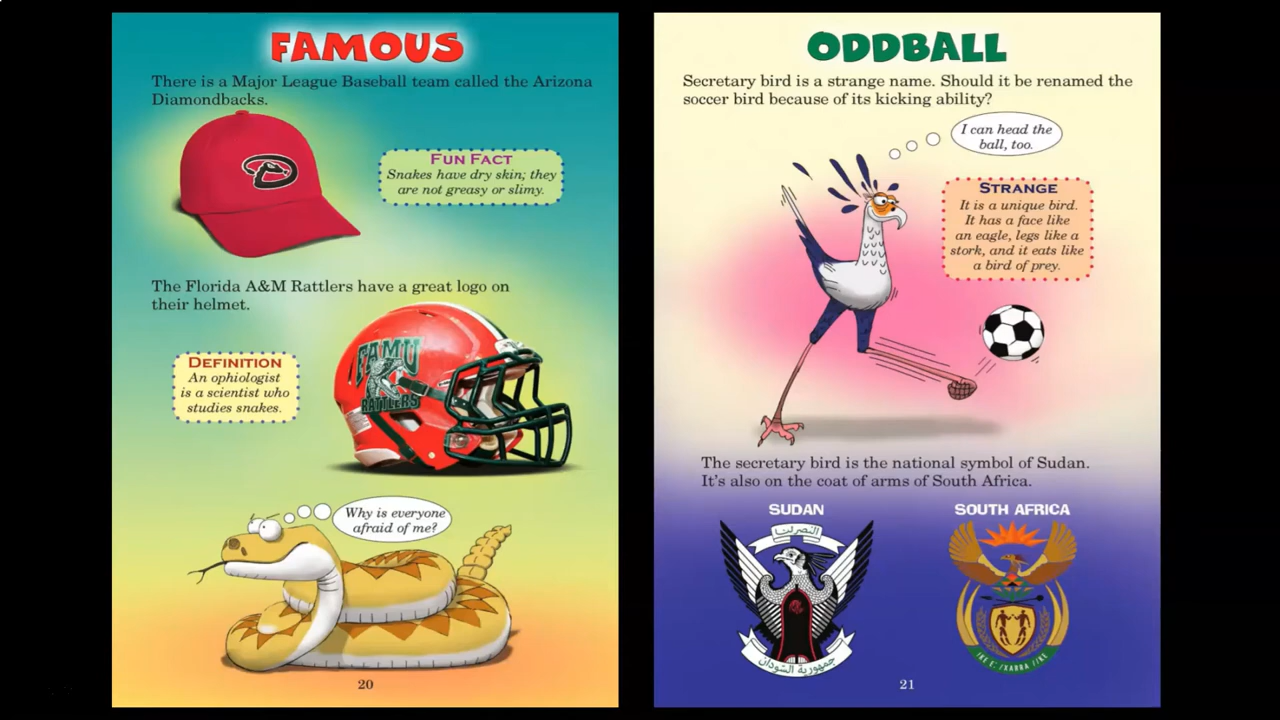 FAMOUS
There is a Major League Baseball team called the Arizona
Diamondbacks.
FUN FACT
Snakes have dry skin; they
are not greasy or slimy.
The Florida A&M Rattlers have a great logo on
their helmet.
FAMU
RATTLERS
DEFINITION
An ophiologist
is a scientist who
studies snakes.
Why is everyone
afraid of me?
20
ODDBALL
Secretary bird is a strange name. Should it be renamed the
soccer bird because of its kicking ability?
I can head the
ball, too.
STRANGE
It is a unique bird.
It has a face like
an eagle, legs like a
stork, and it eats like
a bird of prey.
The secretary bird is the national symbol of Sudan.
It's also on the coat of arms of South Africa.
SUDAN
النصر لنا
جمهورية السودان
SOUTH AFRICA
!KE E: /XARRA //KE
21